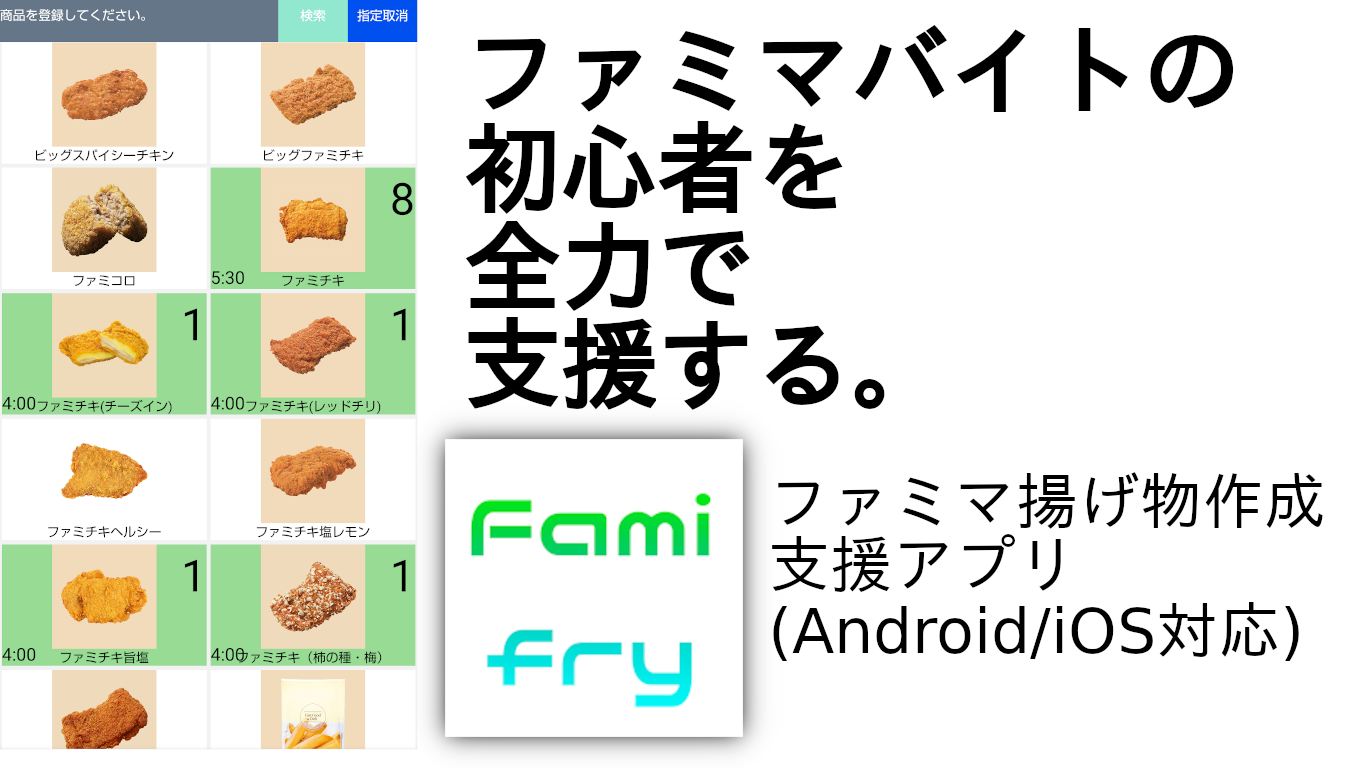 商品を登録してください。
検索
指定取消
ビッグスパイシーチキン
ビッグファミチキ
ファミコロ
8
5:30
ファミチキ
1
4:00
ファミチキ(チーズイン)
1
4:00
ファミチキ(レッドチリ)
ファミチキヘルシー
ファミチキ塩レモン
1
4:00
ファミチキ旨塩
1
4:00
ファミチキ（柿の種・梅）
ファミマバイトの
初心者を
全力で
支援する。
Fami
fry
ファミマ揚げ物作成
支援アプリ
(Android/iOS対応)